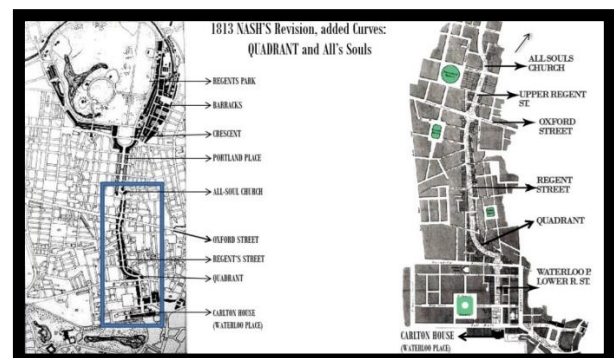 1813 NASH'S Revision, added Curves:
QUADRANT and All's Souls
REGENTS PARK
BARRACKS
CRESCENT
PORTLAND PLACE
ALL-SOUL CHURCH
OXFORD STREET
REGENT'S STREET
QUADRANT
CARLTON HOUSE
(WATERLOO PLACE)
ALL SOULS
CHURCH
UPPER REGENT
ST.
OXFORD
STREET
REGENT
STREET
QUADRANT
WATERLOO P.
LOWER R. ST.
CARLTON HOUSE
(WATERLOO PLACE)